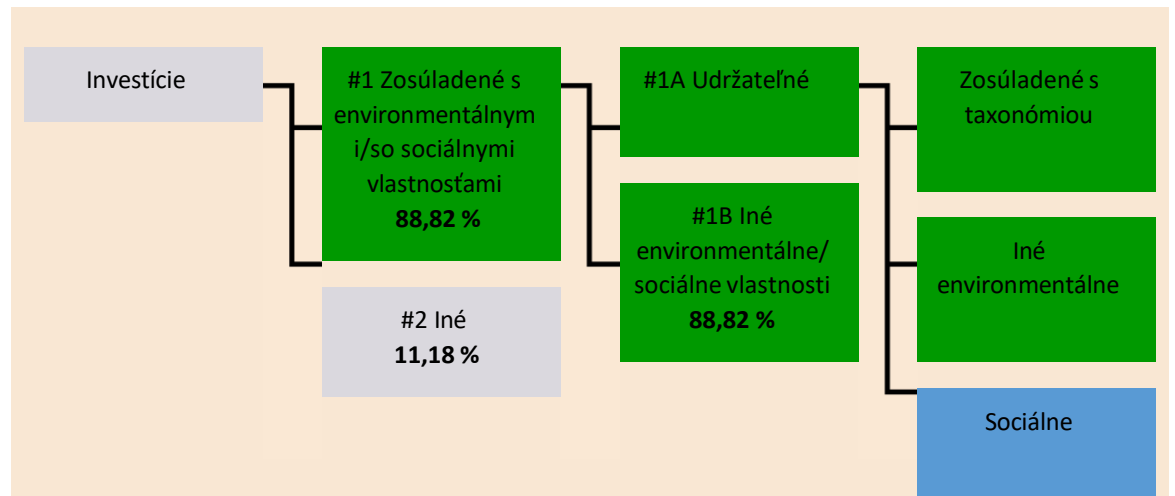 Investície
#1 Zosúladené s
environmentálnym
i/so sociálnymi
vlastnosťami
88,82 %
#2 Iné
11,18 %
#1A Udržateľné
#1B Iné
environmentálne/
sociálne vlastnosti
88,82 %
Zosúladené s
taxonómiou
Iné
environmentálne
Sociálne